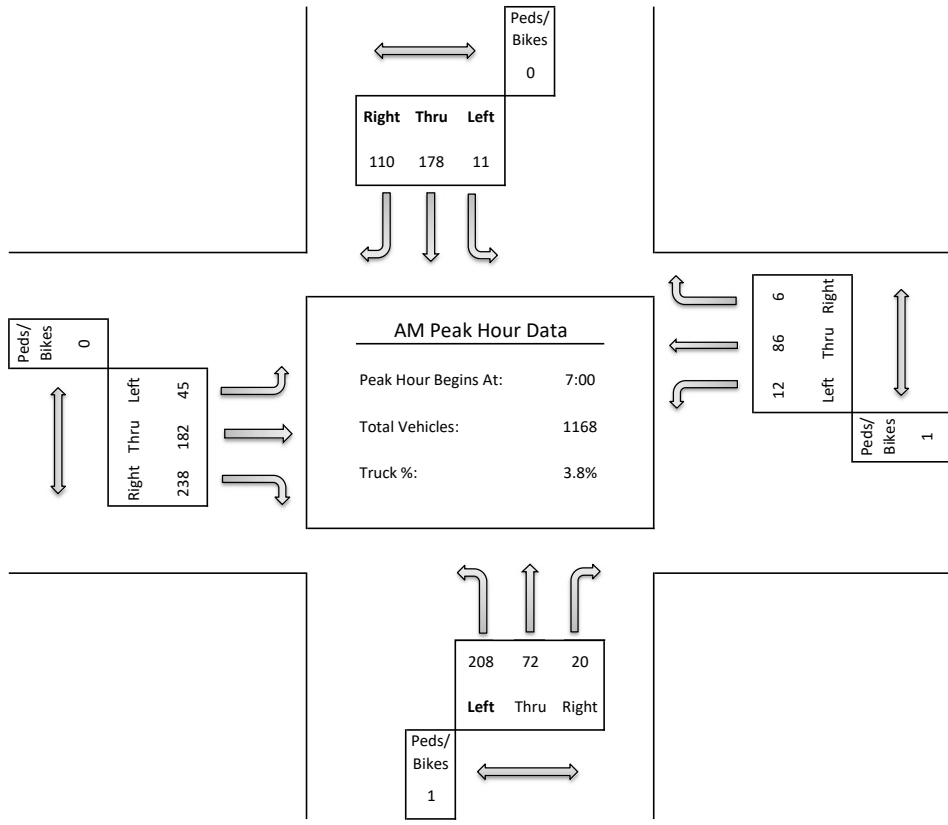 Peds/
Bikes
0
Right Thru Left
110 178 11
Peds/
Bikes
0
Left
45
Thru
182
Right
238
AM Peak Hour Data
Peak Hour Begins At: 7:00
Total Vehicles: 1168
Truck %: 3.8%
6
Right
86
Thru
12
Left
Peds/
Bikes
1
208 72 20
Left Thru Right
Peds/
Bikes
1